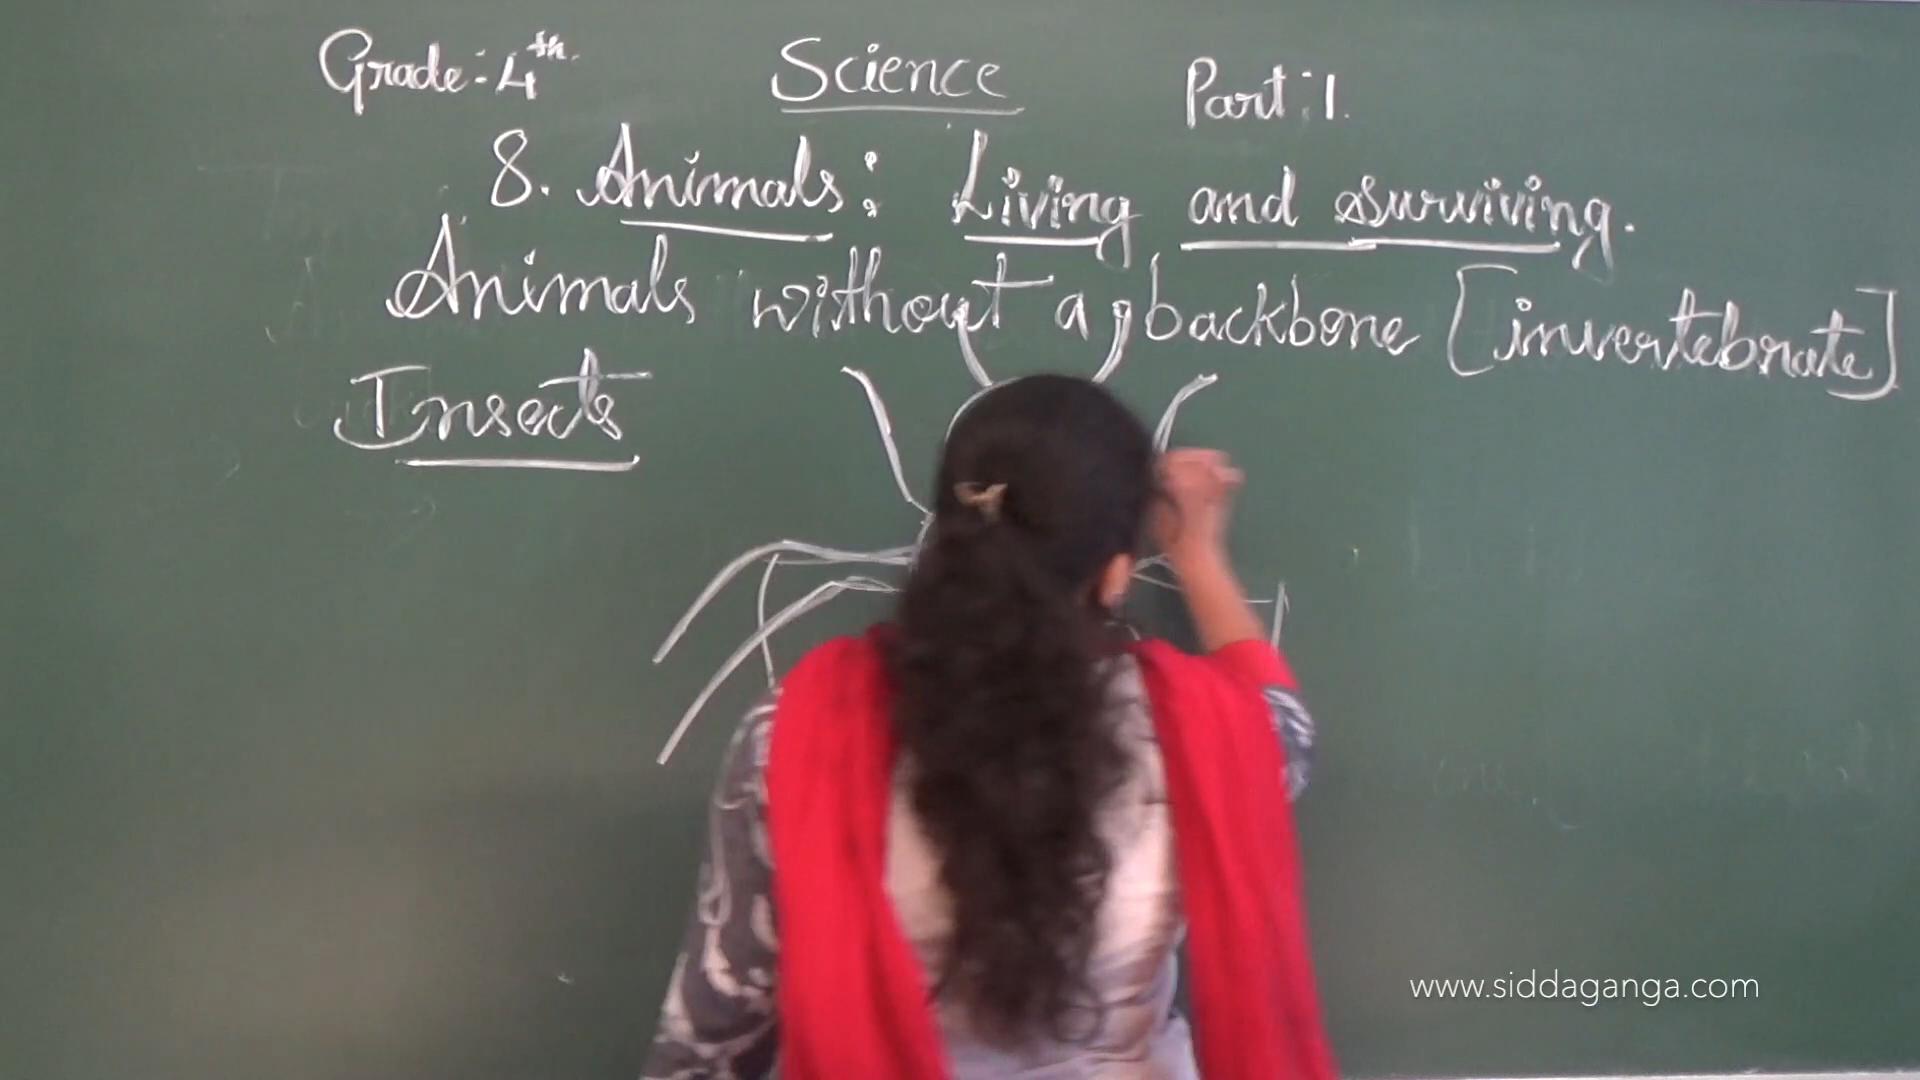 Grade:- 4th. Science Part:1.
8. Animals: Living and surviving.
Animals without a backbone [invertebrate]
Insects
www.siddaganga.com